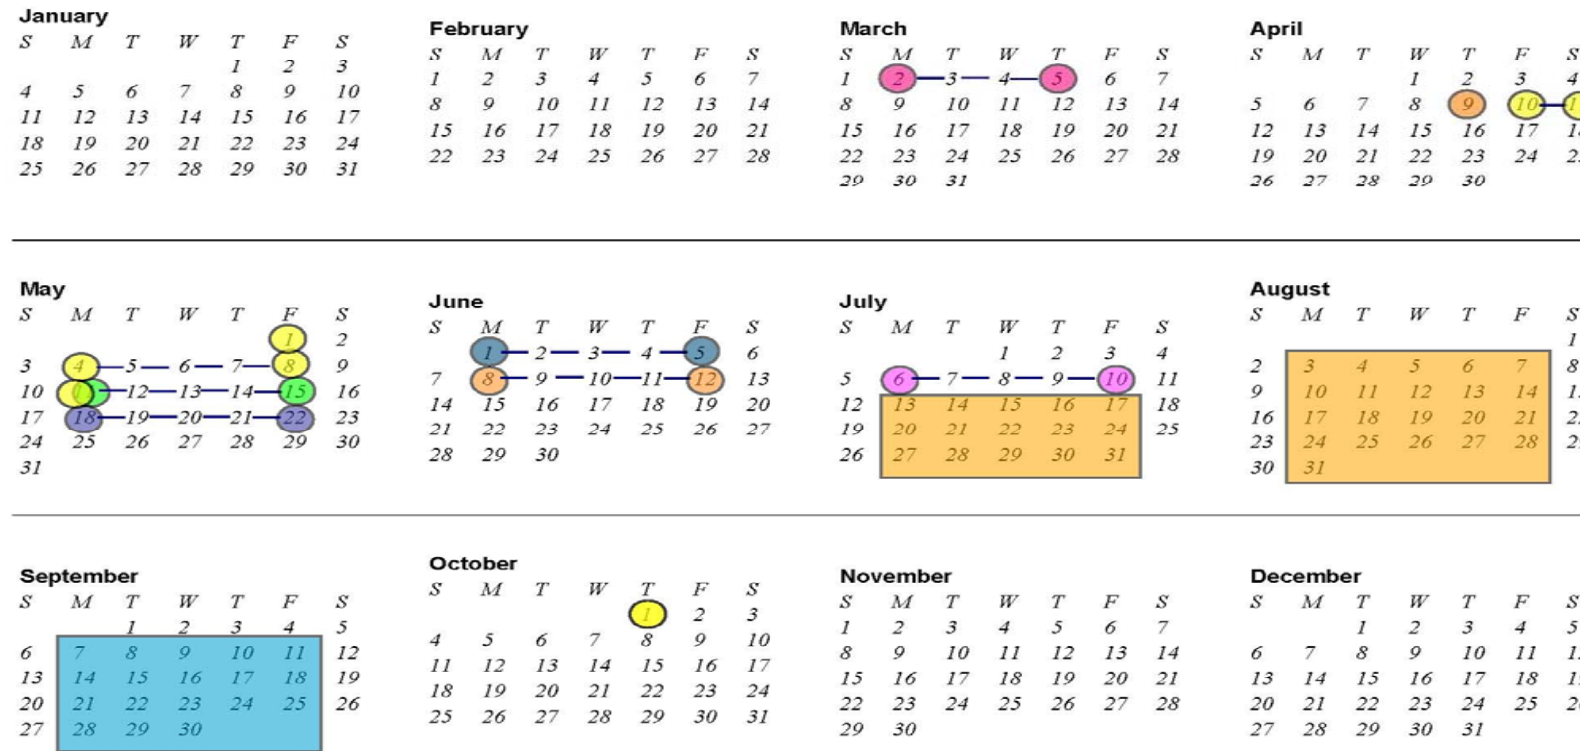 January
S M T W T F S
1 2 3
4 5 6 7 8 9 10
11 12 13 14 15 16 17
18 19 20 21 22 23 24
25 26 27 28 29 30 31
February
S M T W T F S
1 2 3 4 5 6 7
8 9 10 11 12 13 14
15 16 17 18 19 20 21
22 23 24 25 26 27 28
March
S M T W T F S
1 2 3 4 5 6 7
8 9 10 11 12 13 14
15 16 17 18 19 20 21
22 23 24 25 26 27 28
29 30 31
April
S M T W T F S
1 2 3 4
5 6 7 8 9 10
12 13 14 15 16 17
19 20 21 22 23 24
26 27 28 29 30
May
S M T W T F S
1 2
3 4 5 6 7 8 9
10 12 13 14 15 16
17 18 19 20 21 22 23
24 25 26 27 28 29 30
31
June
S M T W T F S
1 2 3 4 5 6
7 8 9 10 11 12 13
14 15 16 17 18 19 20
21 22 23 24 25 26 27
28 29 30
July
S M T W T F S
1 2 3 4
5 6 7 8 9 10 11
12 13 14 15 16 17 18
19 20 21 22 23 24 25
26 27 28 29 30 31
August
S M T W T F S
1
2 3 4 5 6 7 8
9 10 11 12 13 14
16 17 18 19 20 21
23 24 25 26 27 28
30 31
September
S M T W T F S
1 2 3 4 5
6 7 8 9 10 11 12
13 14 15 16 17 18 19
20 21 22 23 24 25 26
27 28 29 30
October
S M T W T F S
1 2 3
4 5 6 7 8 9 10
11 12 13 14 15 16 17
18 19 20 21 22 23 24
25 26 27 28 29 30 31
November
S M T W T F S
1 2 3 4 5 6 7
8 9 10 11 12 13 14
15 16 17 18 19 20 21
22 23 24 25 26 27 28
29 30
December
S M T W T F S
1 2 3 4 5
6 7 8 9 10 11
13 14 15 16 17 18
20 21 22 23 24 25
27 28 29 30 31